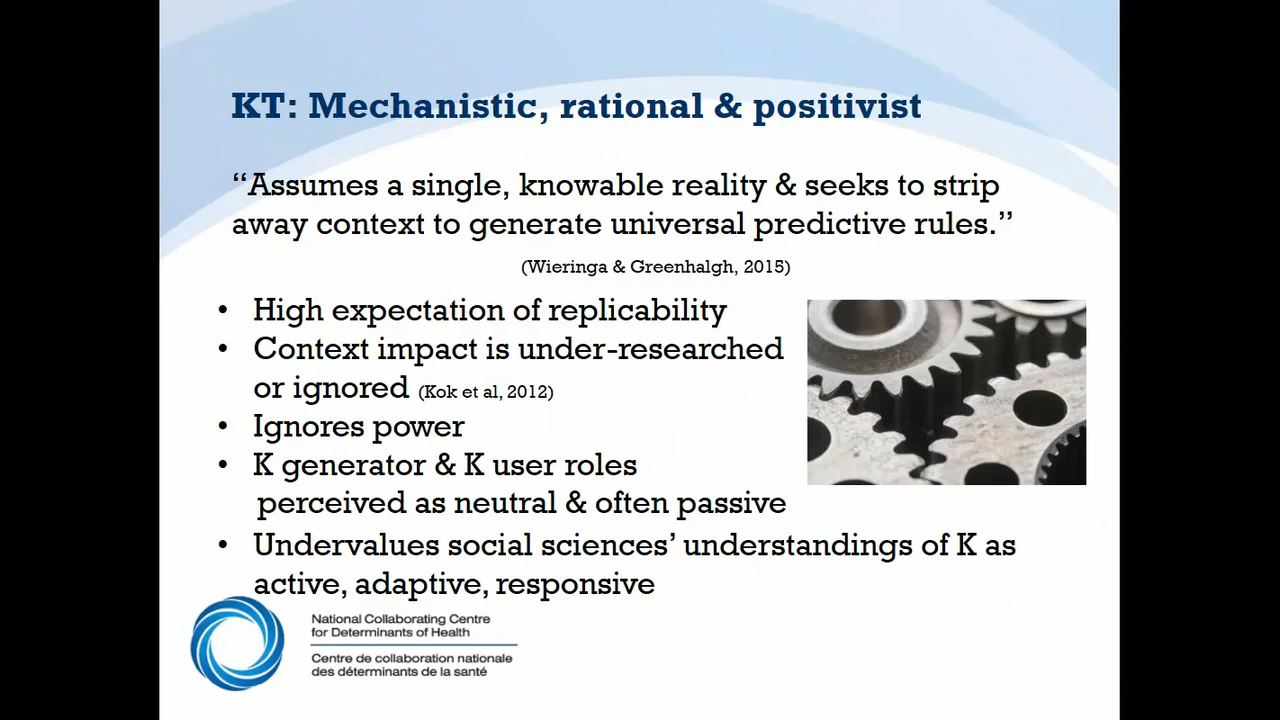 KT: Mechanistic, rational & positivist
“Assumes a single, knowable reality & seeks to strip
away context to generate universal predictive rules.”
(Wieringa & Greenhalgh, 2015)
• High expectation of replicability
• Context impact is under-researched
or ignored (Kok et al, 2012)
• Ignores power
• K generator & K user roles
perceived as neutral & often passive
• Undervalues social sciences’ understandings of K as
active, adaptive, responsive
National Collaborating Centre
for Determinants of Health
Centre de collaboration nationale
des déterminants de la santé